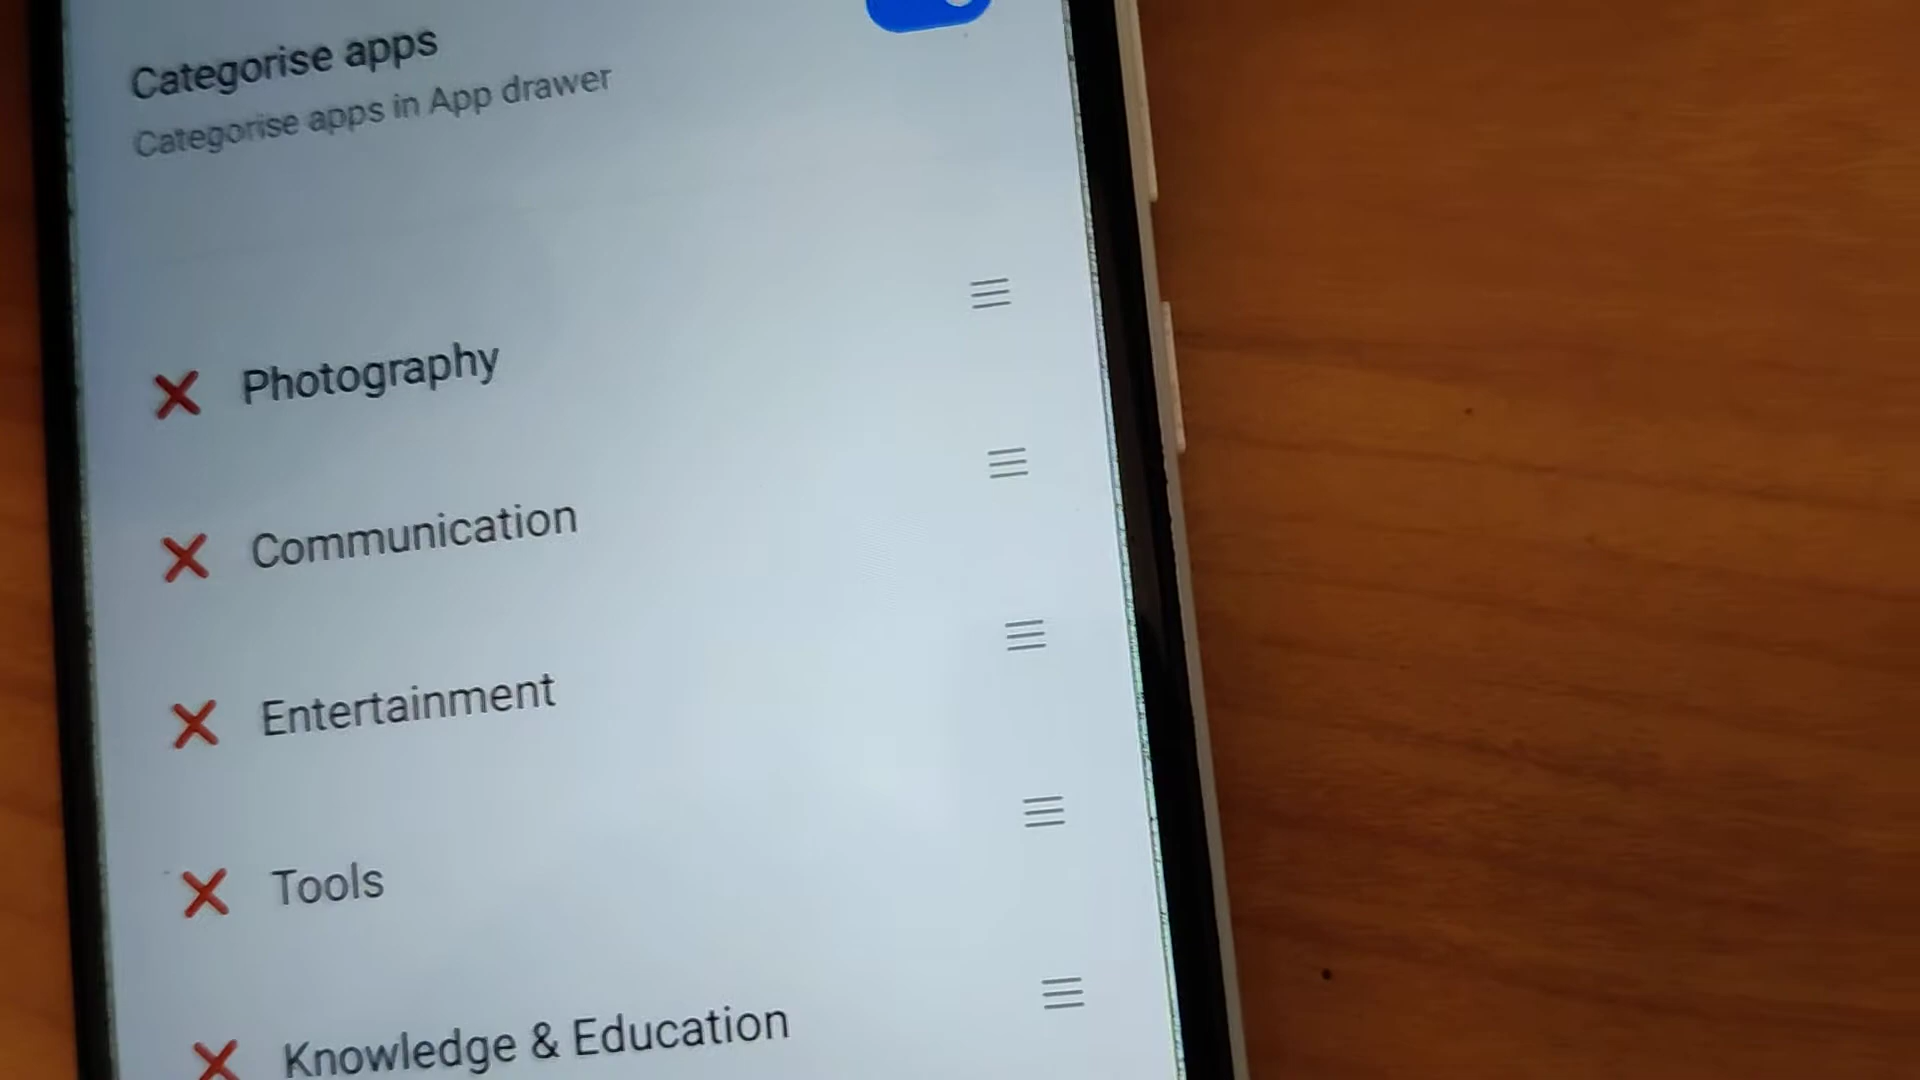 Categorise apps
Categorise apps in App drawer
Photography
Communication
Entertainment
Tools
Knowledge & Education